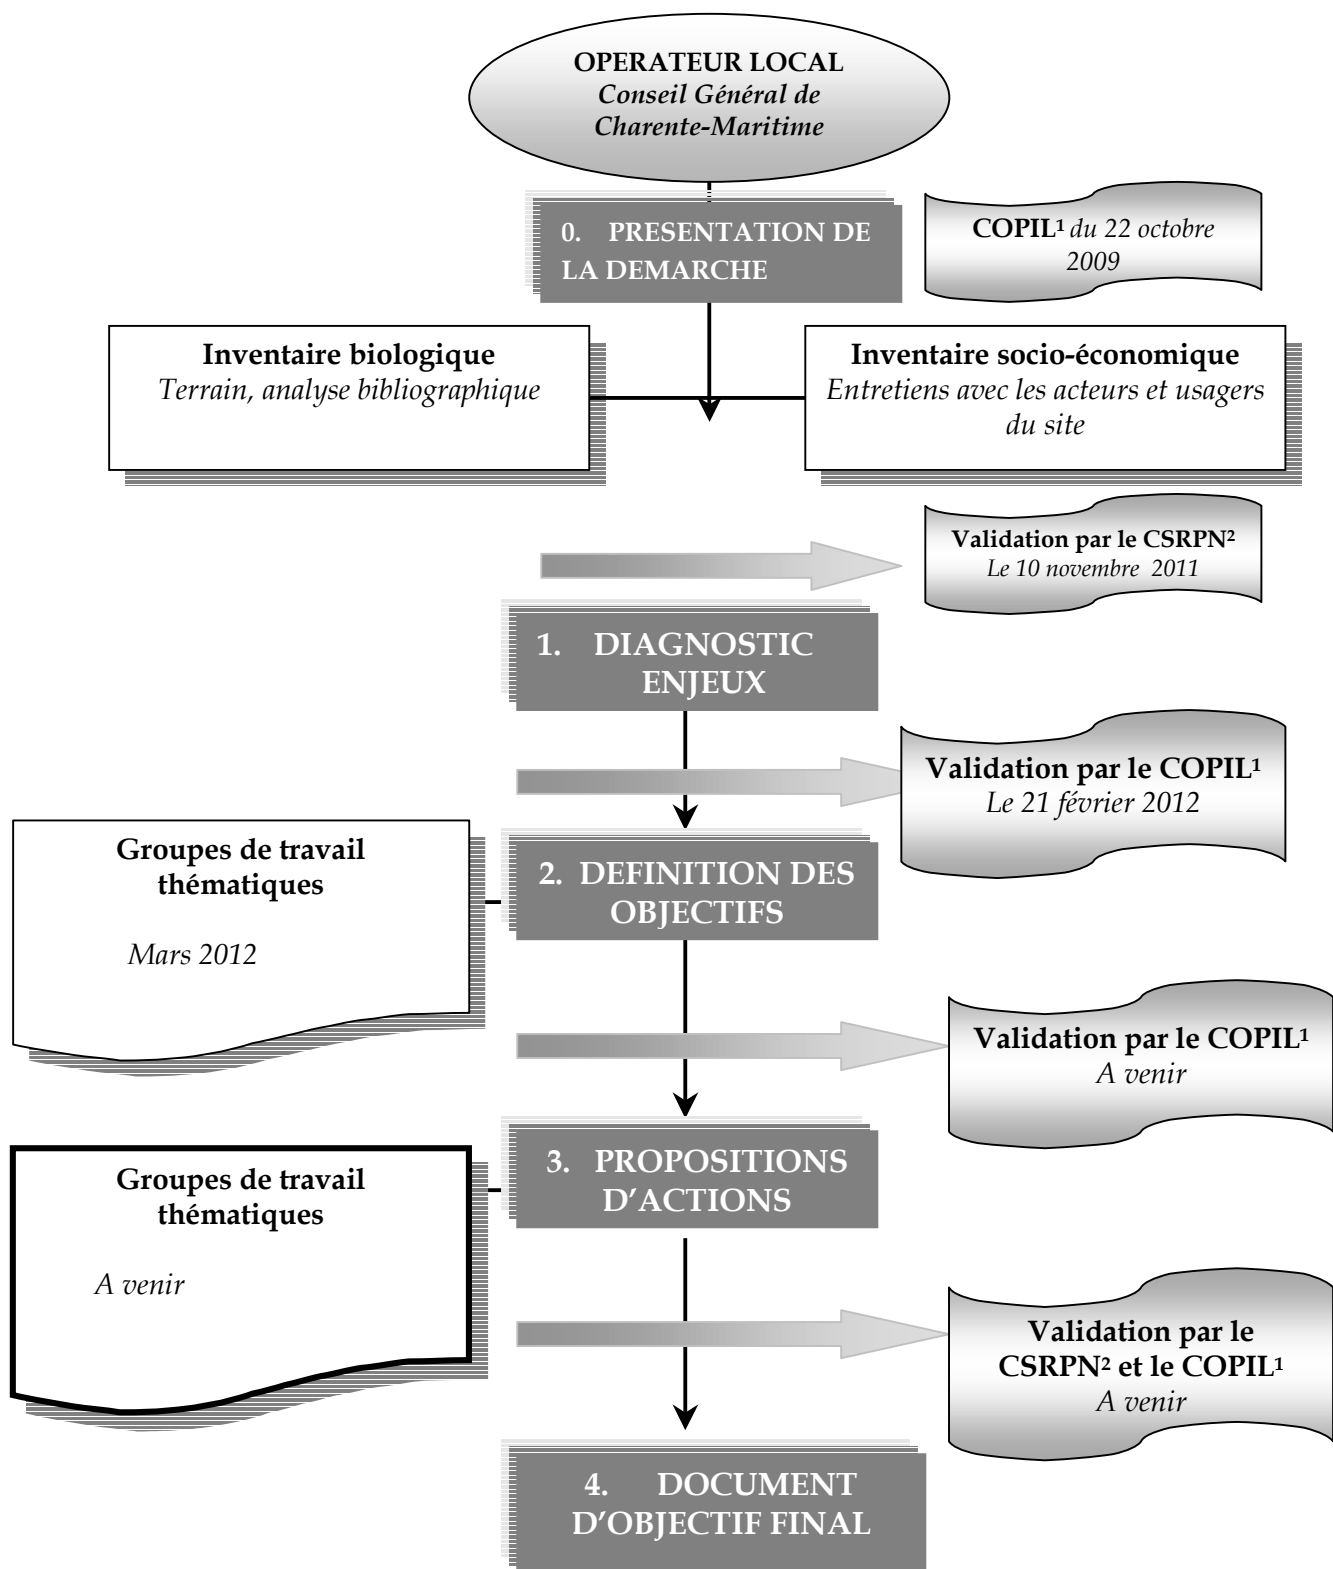 OPERATEUR LOCAL
Conseil Général de
Charente-Maritime
0. PRESENTATION DE
LA DEMARCHE
COPIL¹ du 22 octobre
2009
Inventaire biologique
Terrain, analyse bibliographique
Inventaire socio-économique
Entretiens avec les acteurs et usagers
du site
Validation par le CSRPN²
Le 10 novembre 2011
1. DIAGNOSTIC
ENJEUX
Validation par le COPIL¹
Le 21 février 2012
Groupes de travail
thématiques
Mars 2012
2. DEFINITION DES
OBJECTIFS
Validation par le COPIL¹
A venir
Groupes de travail
thématiques
A venir
3. PROPOSITIONS
D’ACTIONS
Validation par le
CSRPN² et le COPIL¹
A venir
4. DOCUMENT
D’OBJECTIF FINAL